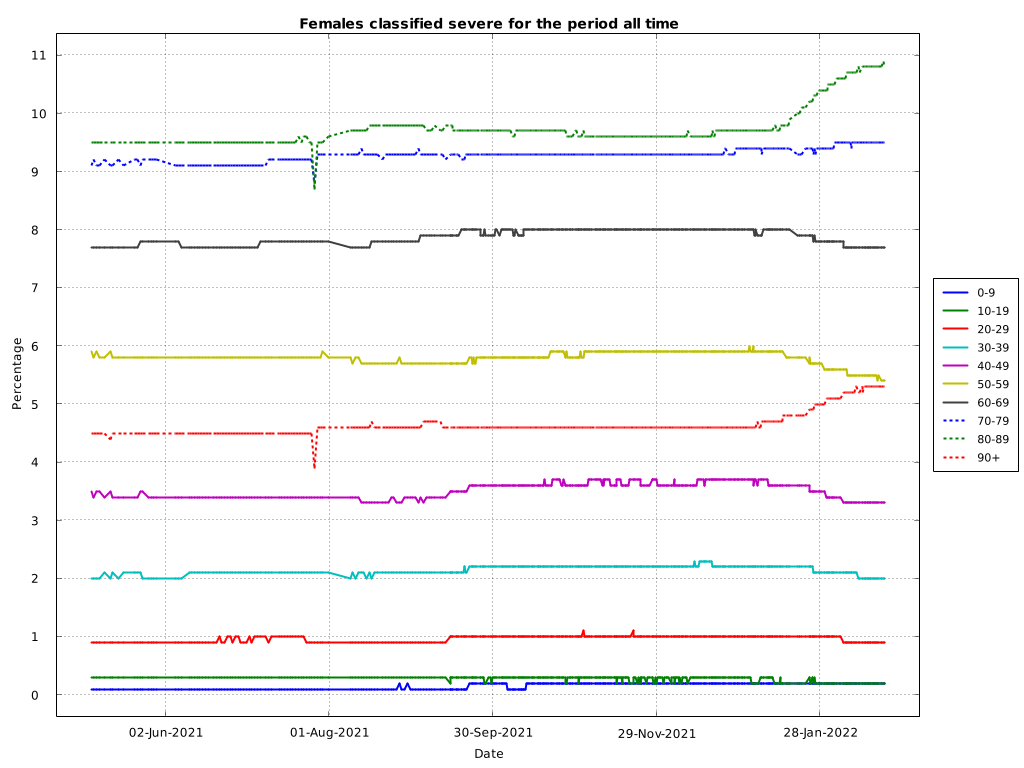 Females classified severe for the period all time
Percentage
11
10
9
8
7
6
5
4
3
2
1
0
02-Jun-2021
01-Aug-2021
30-Sep-2021
29-Nov-2021
28-Jan-2022
Date
0-9
10-19
20-29
30-39
40-49
50-59
60-69
70-79
80-89
90+